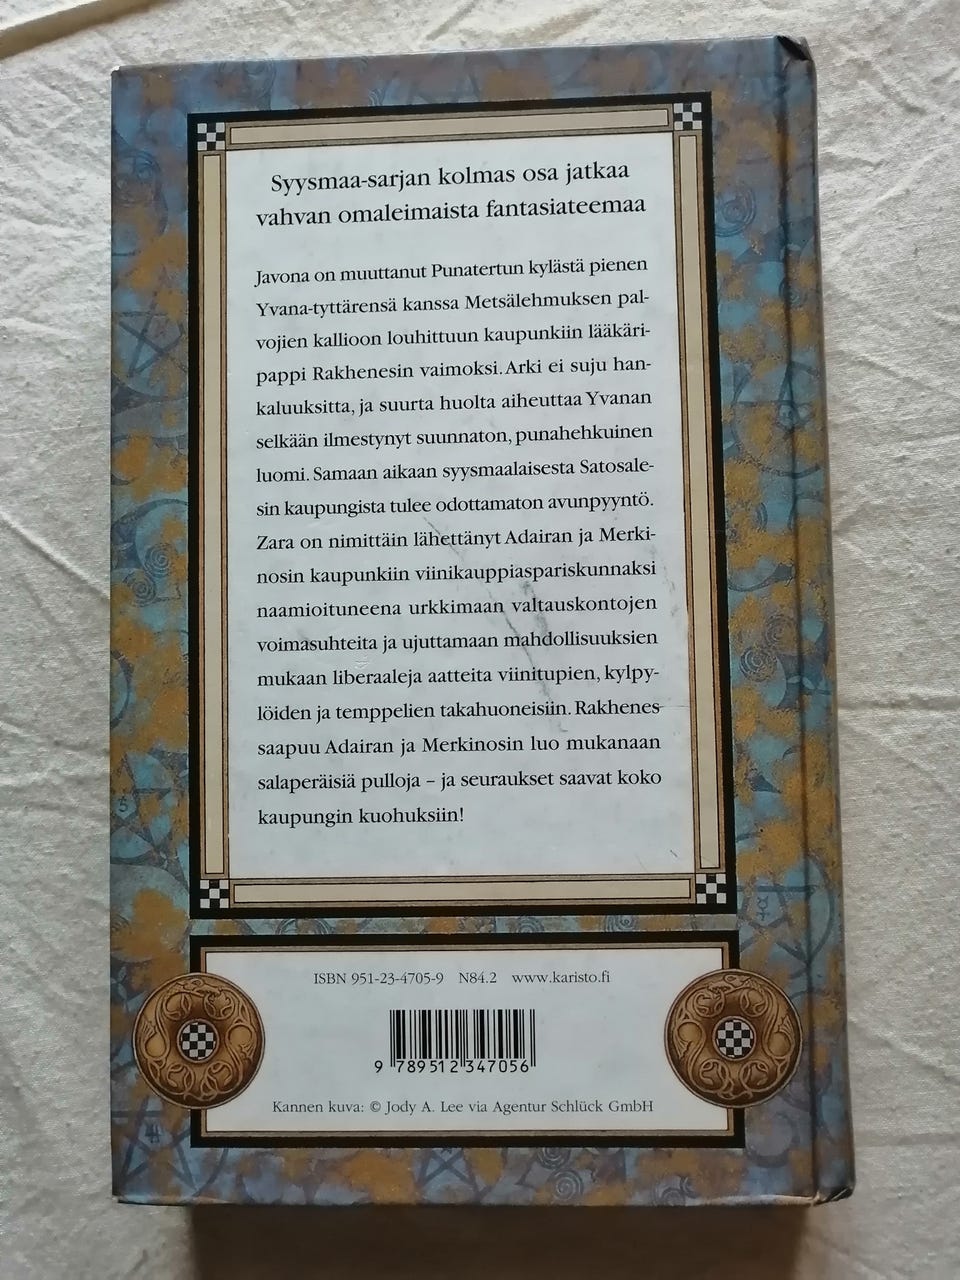 Syysmaa-sarjan kolmas osa jatkaa
vahvan omaleimaista fantasiateemaa
Javona on muuttanut Punatertun kylästä pienen
Yvana-tyttärensä kanssa Metsälehmuksen pal-
vojien kallioon louhittuun kaupunkiin lääkäri-
pappi Rakhenesin vaimoksi. Arki ei suju han-
kaluuksitta, ja suurta huolta aiheuttaa Yvanan
selkään ilmestynyt suunnaton, punahehkuinen
luomi. Samaan aikaan syysmaalaisesta Satosale-
sin kaupungista tulee odottamaton avunpyyntö.
Zara on nimittäin lähettänyt Adairan ja Merki-
nosin kaupunkiin viinikauppiaspariskunnaksi
naamioituneena urkkimaan valtauskontojen
voimasuhteita ja ujuttamaan mahdollisuuksien
mukaan liberaaleja aatteita viinitupien, kylpy-
löiden ja temppelien takahuoneisiin. Rakhenes
saapuu Adairan ja Merkinosin luo mukanaan
salaperäisiä pulloja – ja seuraukset saavat koko
kaupungin kuohuksiin!
ISBN 951-23-4705-9 N84.2 www.karisto.fi
9 789512 347056
Kannen kuva: © Jody A. Lee via Agentur Schlück GmbH